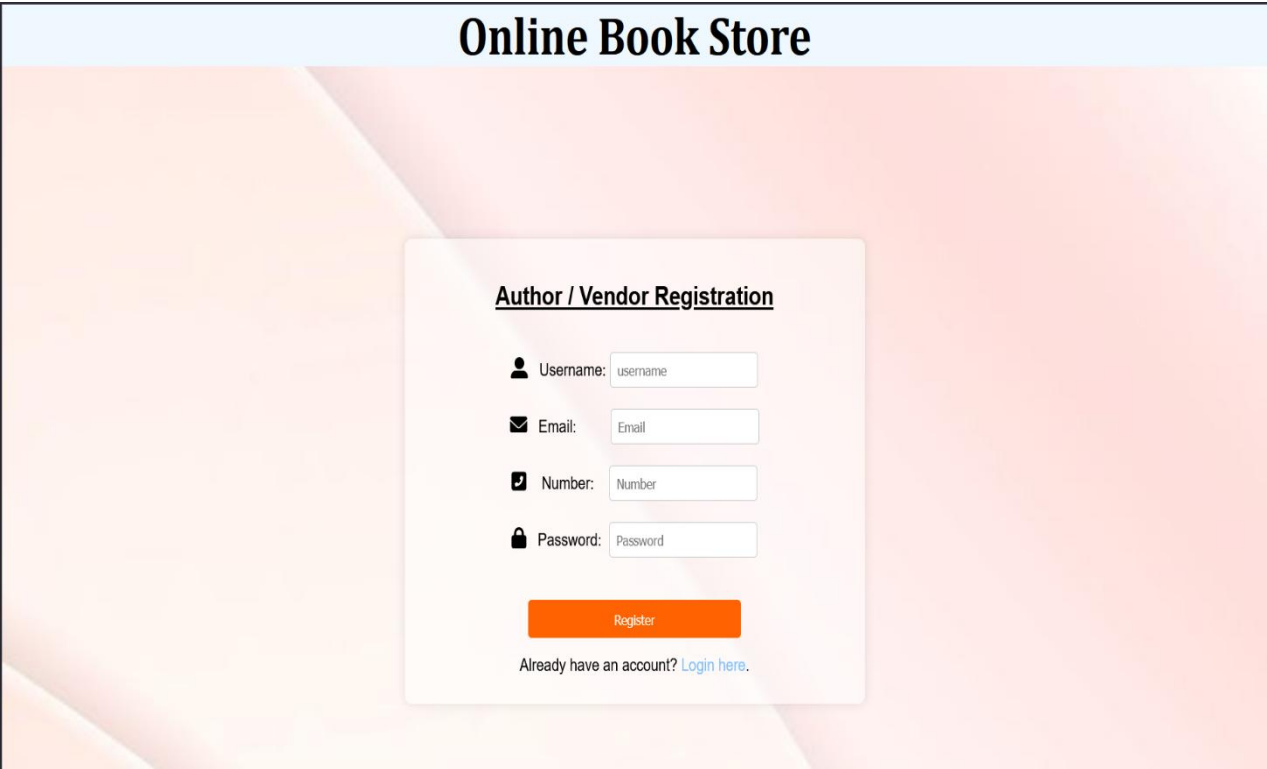 Online Book Store
Author / Vendor Registration
Username: username
Email: Email
Number: Number
Password: Password
Register
Already have an account? Login here.